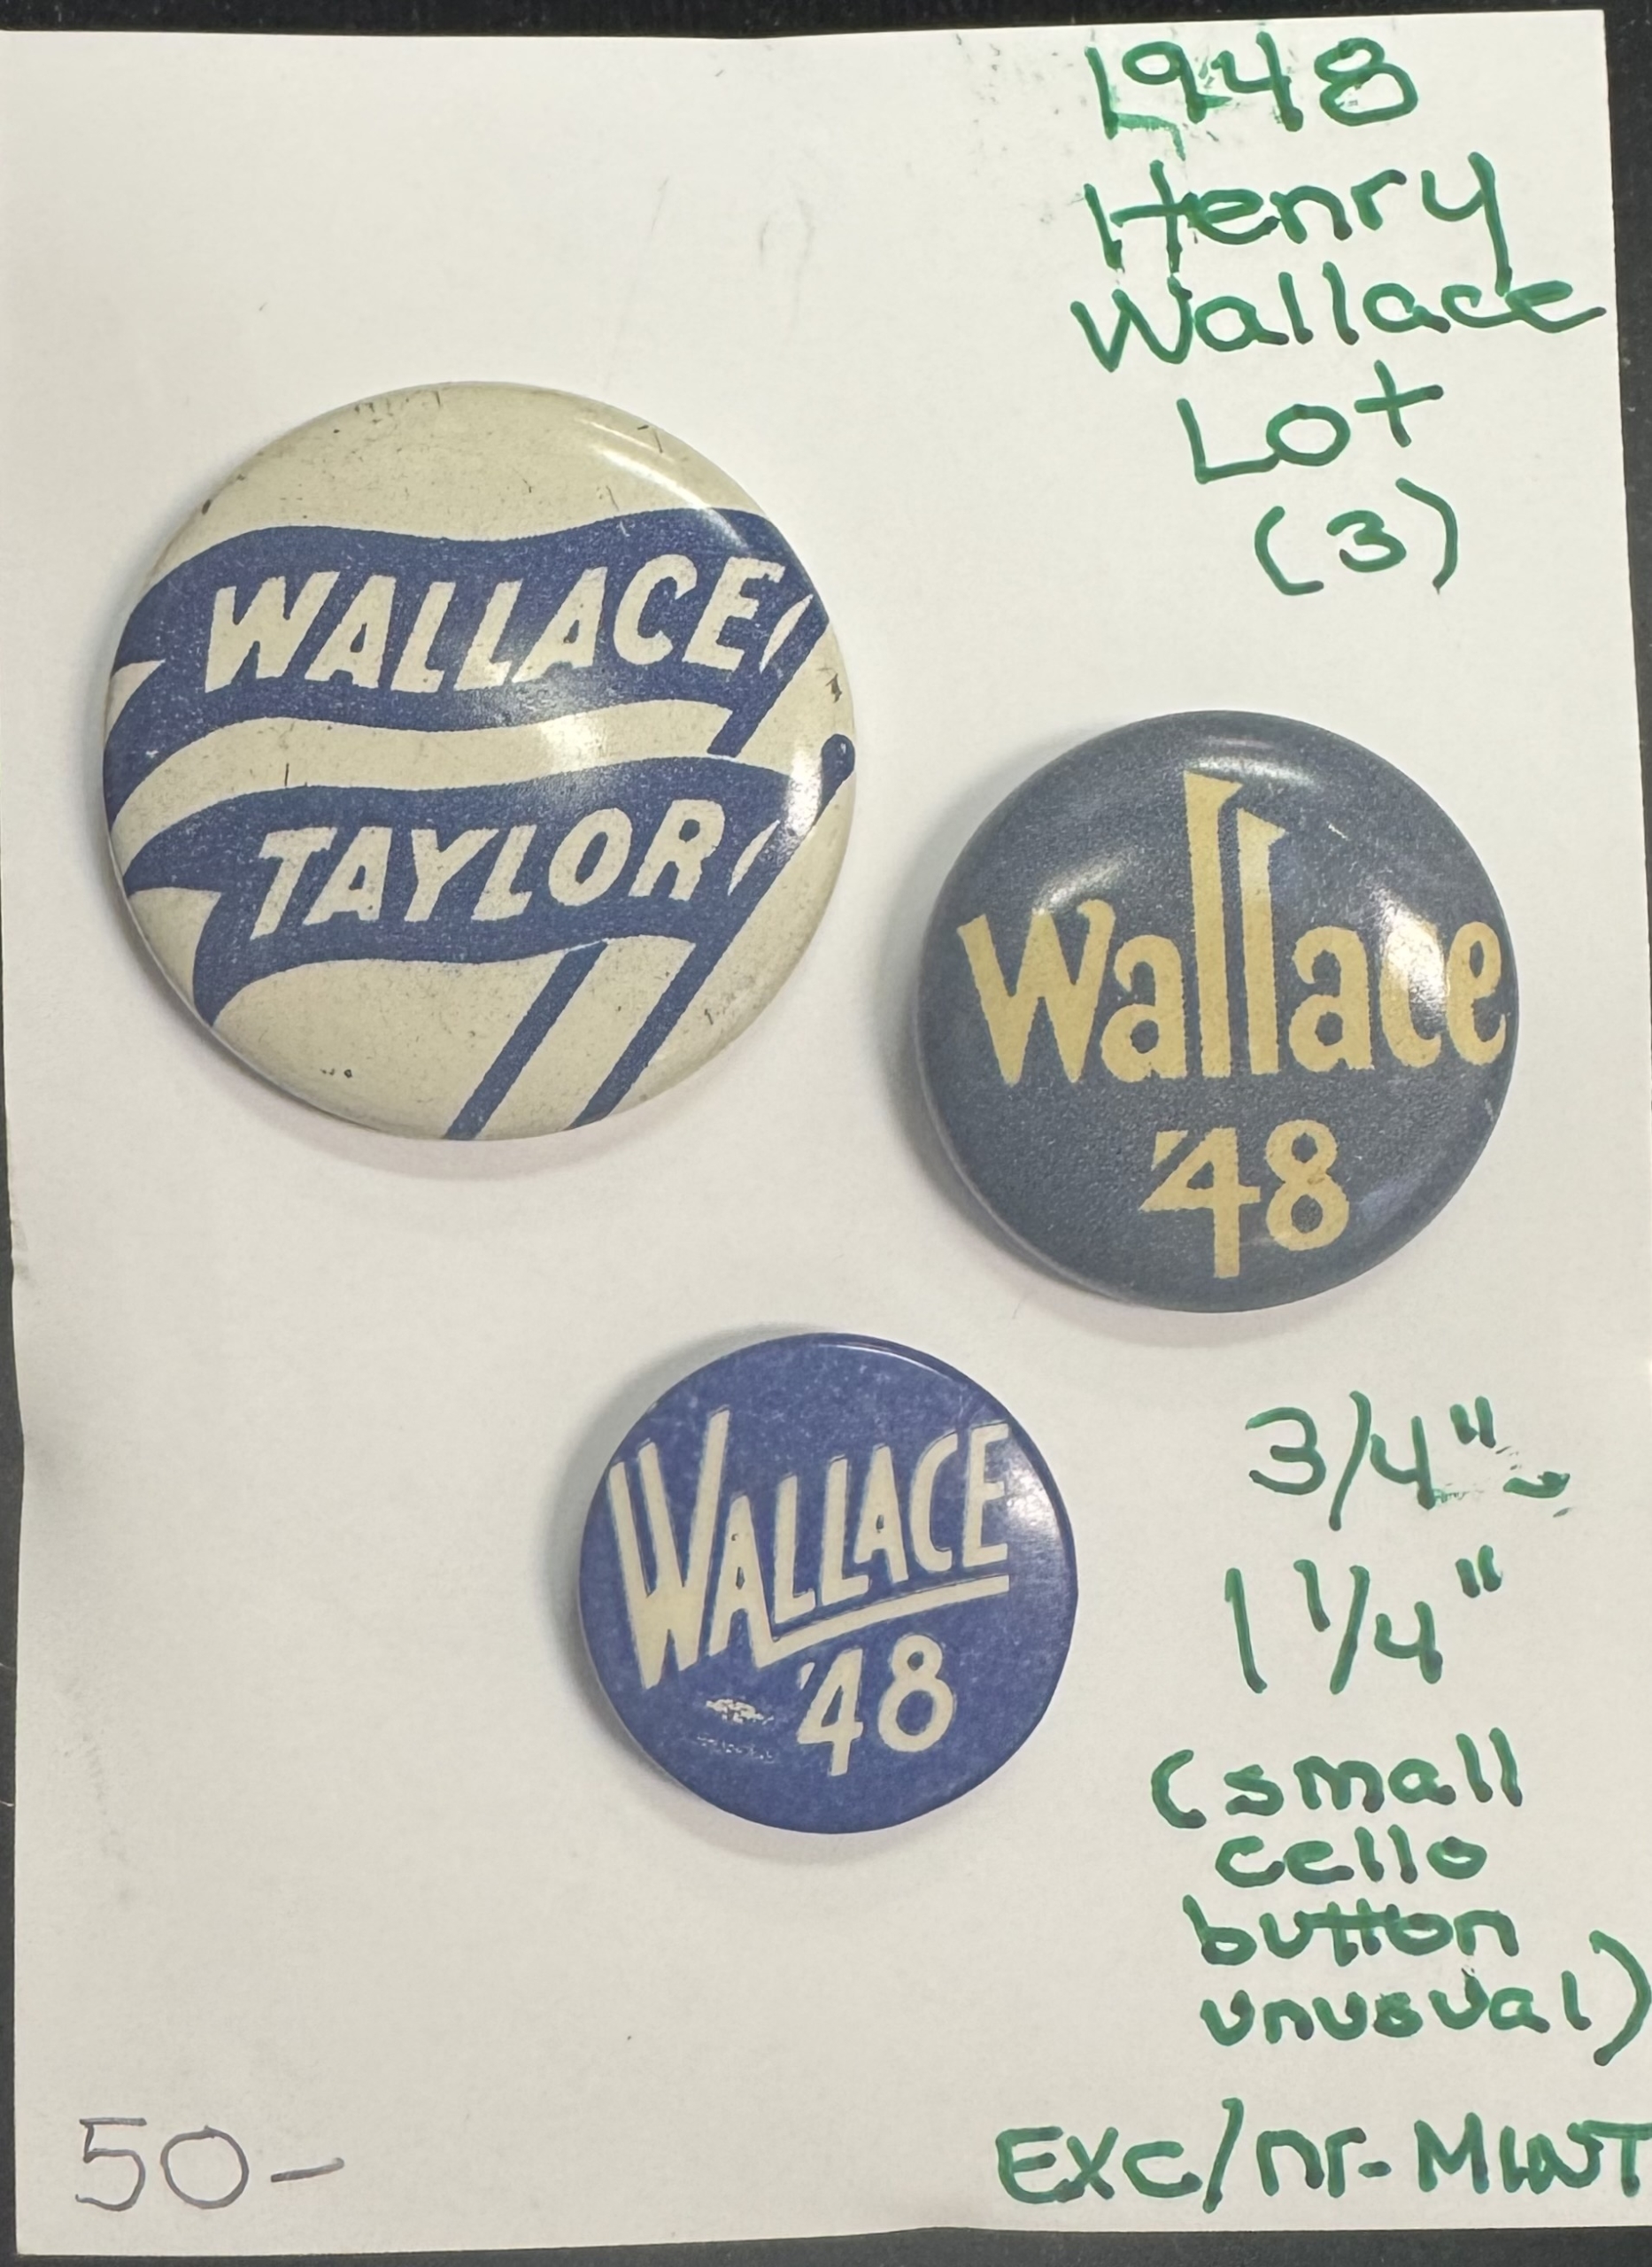 1948
Henry
Wallace
Lot
(3)
WALLACE
TAYLOR
Wallace
'48
WALLACE
'48
3/4"-
1 1/4"
(small
cello
button
unusual)
EXC/nr-MINT
50-